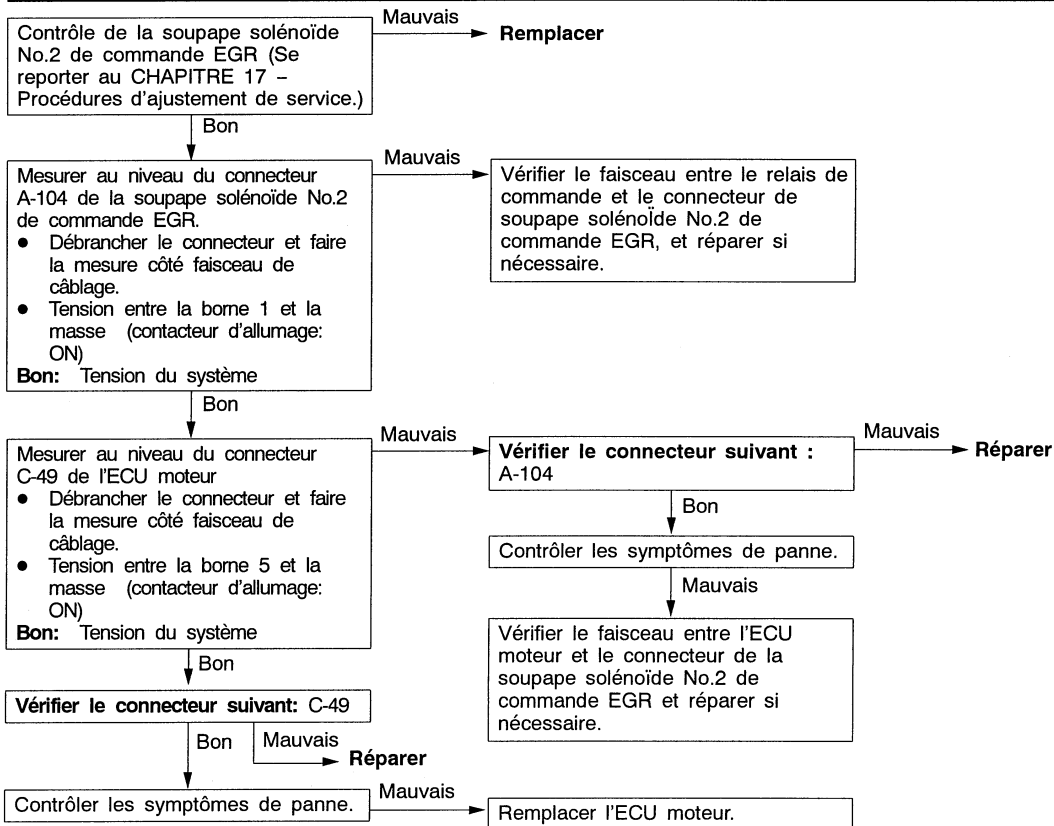 Contrôle de la soupape solénoïde
No.2 de commande EGR (Se
reporter au CHAPITRE 17 –
Procédures d'ajustement de service.)
Mauvais
Remplacer
Bon
Mesurer au niveau du connecteur
A-104 de la soupape solénoïde No.2
de commande EGR.
● Débrancher le connecteur et faire
la mesure côté faisceau de
câblage.
● Tension entre la borne 1 et la
masse (contacteur d'allumage:
ON)
Bon: Tension du système
Mauvais
Vérifier le faisceau entre le relais de
commande et le connecteur de
soupape solénoïde No.2 de
commande EGR, et réparer si
nécessaire.
Bon
Mesurer au niveau du connecteur
C-49 de l'ECU moteur
● Débrancher le connecteur et faire
la mesure côté faisceau de
câblage.
● Tension entre la borne 5 et la
masse (contacteur d'allumage:
ON)
Bon: Tension du système
Mauvais
Vérifier le connecteur suivant :
A-104
Mauvais
Réparer
Bon
Contrôler les symptômes de panne.
Mauvais
Vérifier le faisceau entre l'ECU
moteur et le connecteur de la
soupape solénoïde No.2 de
commande EGR et réparer si
nécessaire.
Bon
Vérifier le connecteur suivant: C-49
Bon
Mauvais
Réparer
Contrôler les symptômes de panne.
Mauvais
Remplacer l'ECU moteur.